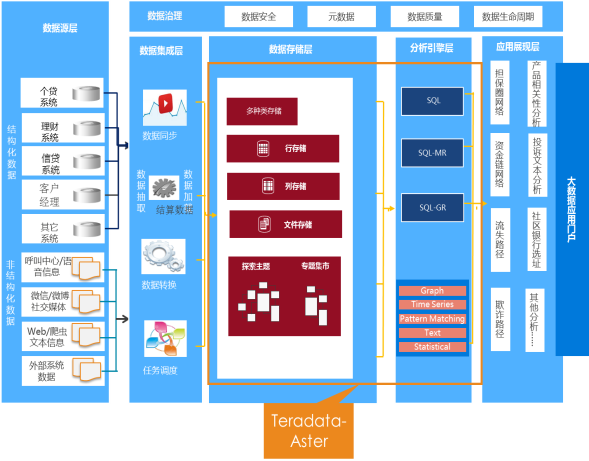 数据治理
数据安全
元数据
数据质量
数据生命周期
数据源层
结构化数据
个贷
系统
理财
系统
信贷
系统
客户
经理
其它
系统
非结构化数据
呼叫中心/语
音信息
微信/微博
社交媒体
Web/爬虫
文本信息
外部系统
数据
数据集成层
数据同步
数据抽取
结算数据
数据转换
任务调度
数据存储层
多种类存储
行存储
列存储
文件存储
探索主题
专题集市
分析引擎层
SQL
SQL-MR
SQL-GR
Graph
Time Series
Pattern Matching
Text
Statistical
应用展现层
担保圈网络
产品相关性分析
资金链网络
投诉文本分析
流失路径
社区银行选址
欺诈路径
其他分析......
大数据应用门户
Teradata-
Aster